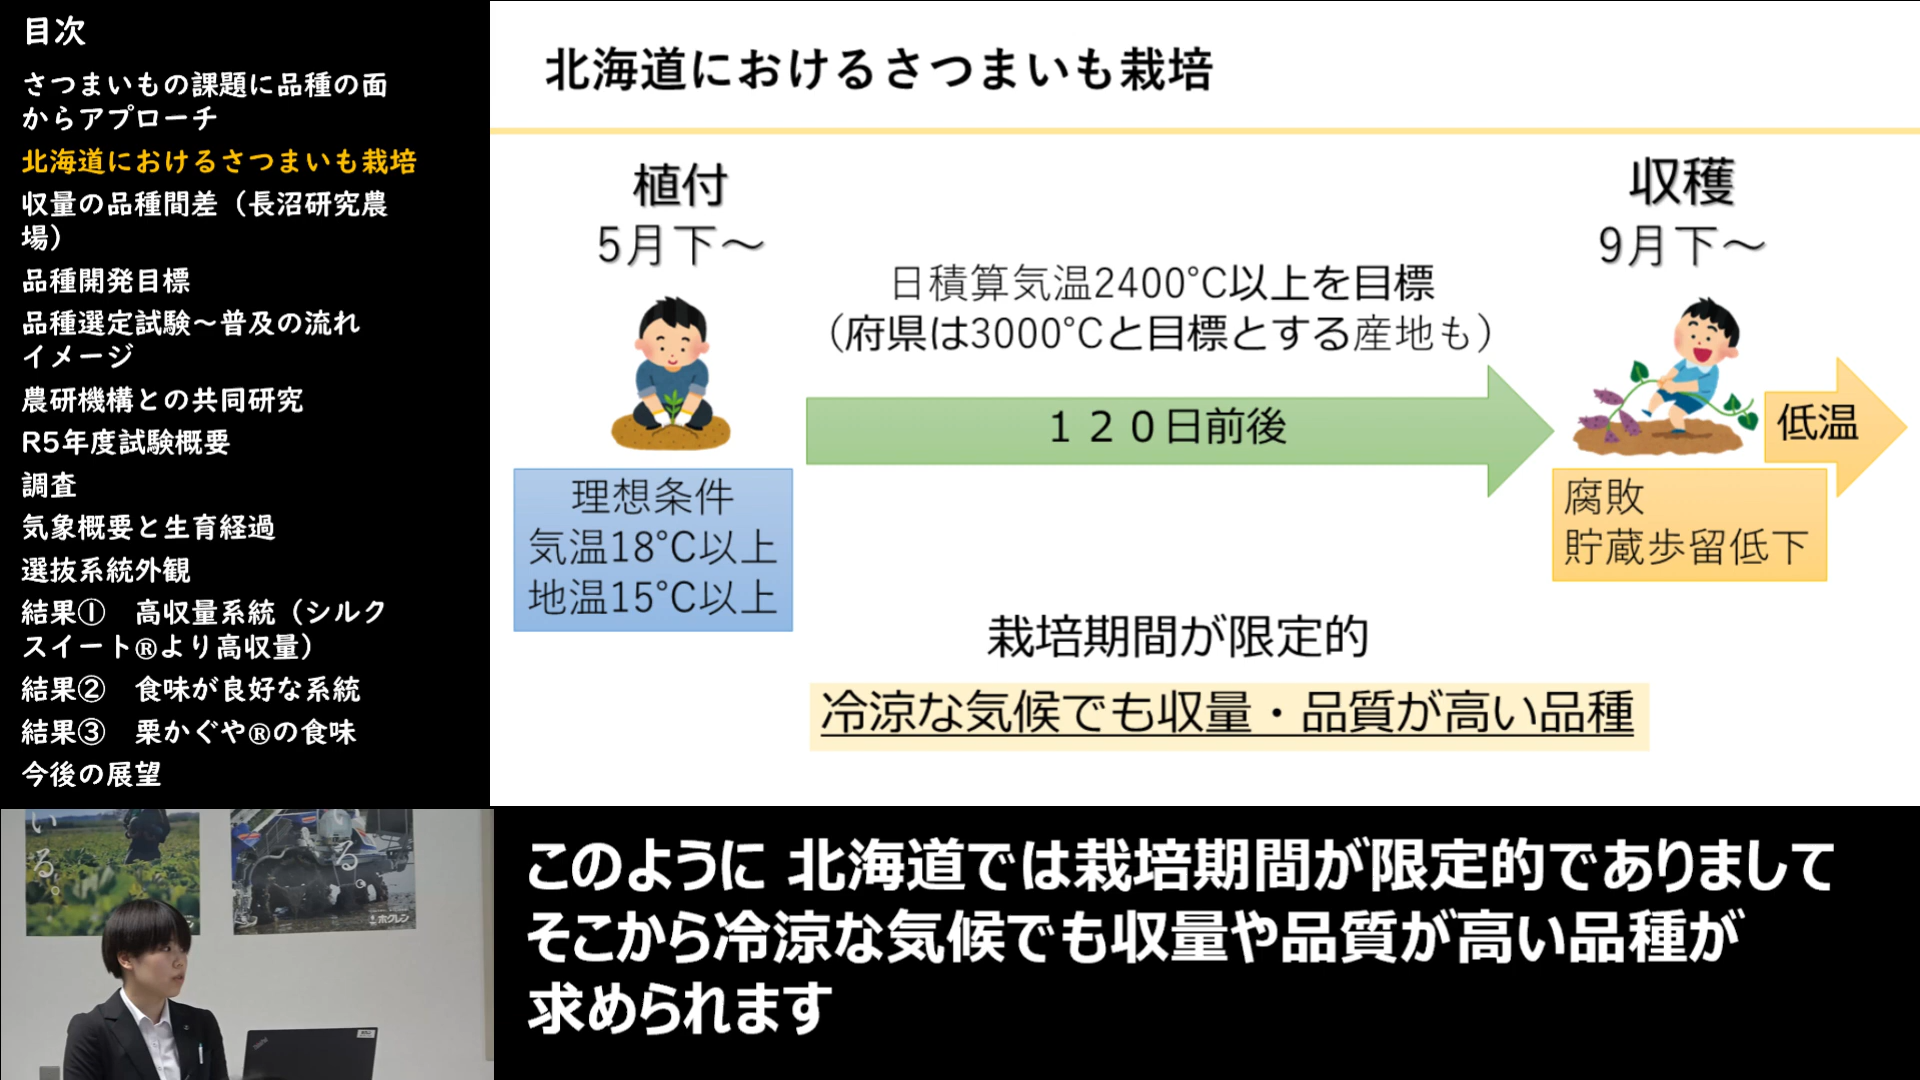 目次
さつまいもの課題に品種の面
からアプローチ
北海道におけるさつまいも栽培
収量の品種間差（長沼研究農
場）
品種開発目標
品種選定試験～普及の流れ
イメージ
農研機構との共同研究
R5年度試験概要
調査
気象概要と生育経過
選抜系統外観
結果①　高収量系統（シルク
スイート®より高収量）
結果②　食味が良好な系統
結果③　栗かぐや®の食味
今後の展望
北海道におけるさつまいも栽培
植付
5月下～
収穫
9月下～
日積算気温2400℃以上を目標
（府県は3000℃と目標とする産地も）
１２０日前後
低温
理想条件
気温18℃以上
地温15℃以上
腐敗
貯蔵歩留低下
栽培期間が限定的
冷涼な気候でも収量・品質が高い品種
いる。
る。
ホクレン
ThinkPad
このように 北海道では栽培期間が限定的でありまして
そこから冷涼な気候でも収量や品質が高い品種が
求められます